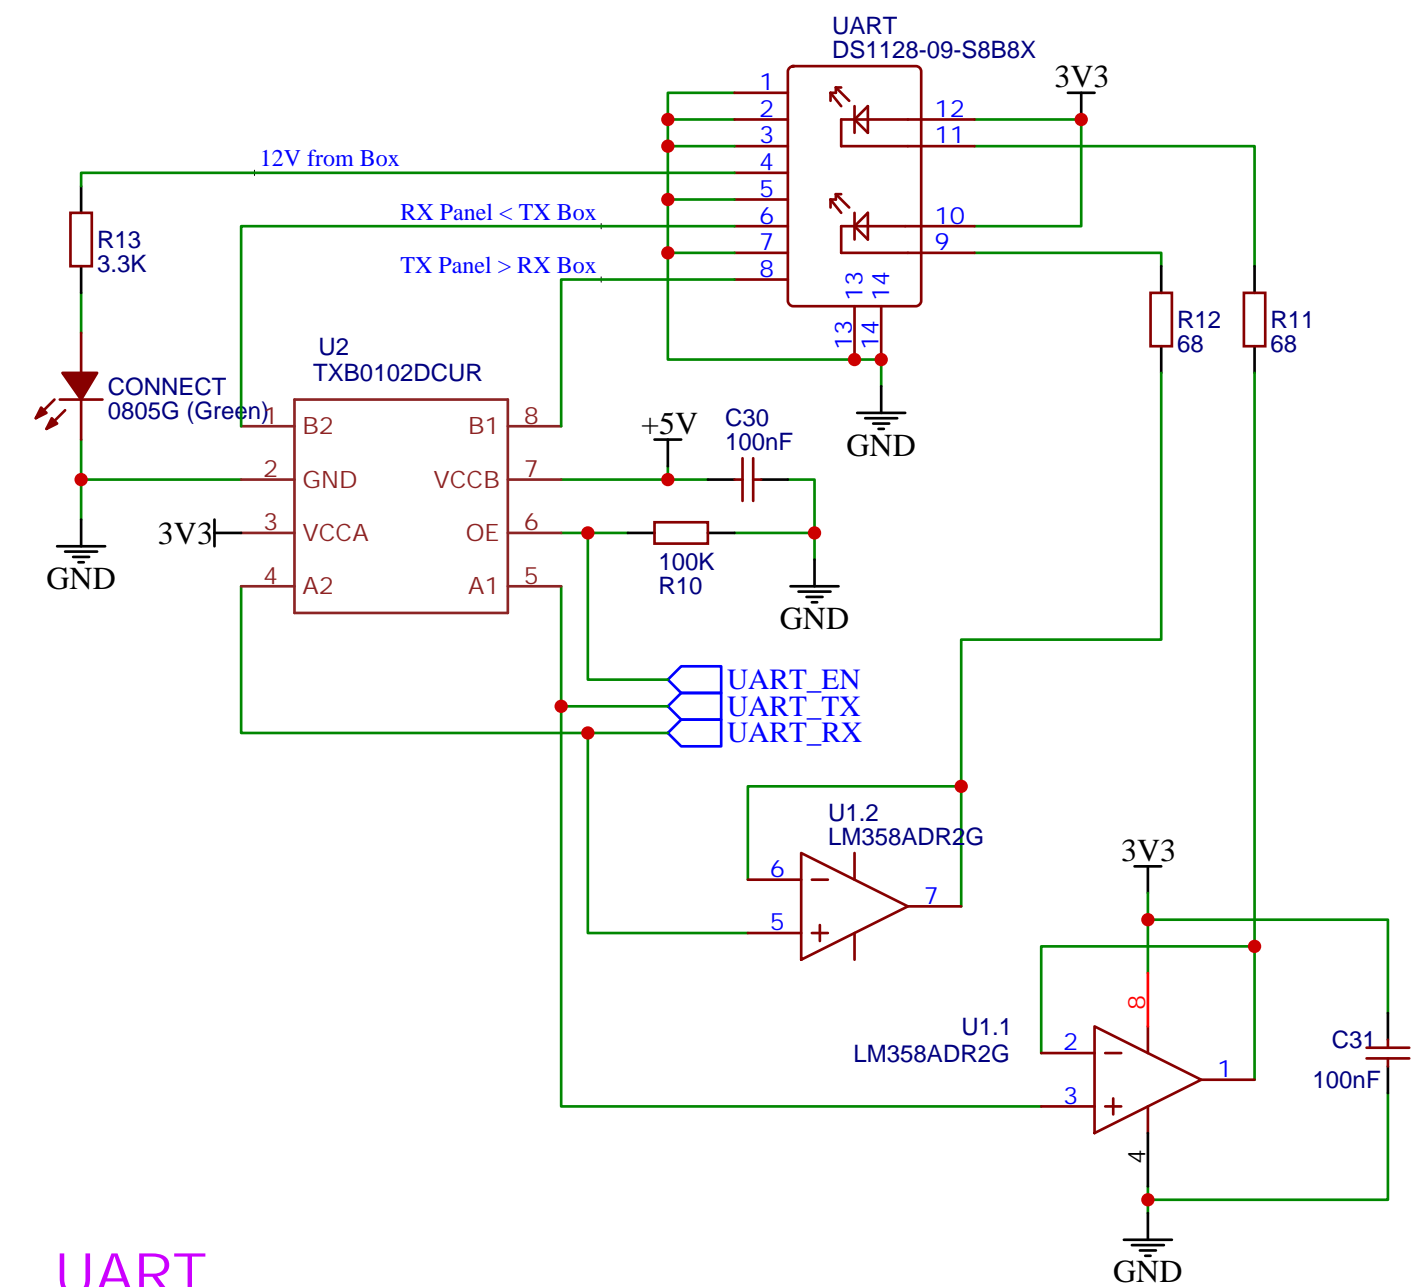 UART
DS1128-09-S8B8X
3V3
1
2
3
4
5
6
7
8
12
11
10
9
13
14
13
14
12V from Box
RX Panel < TX Box
TX Panel > RX Box
R13
3.3K
CONNECT
0805G (Green)
GND
U2
TXB0102DCUR
1 B2
2 GND
3V3 3 VCCA
4 A2
B1 8
VCCB 7
OE 6
A1 5
+5V
C30
100nF
100K
R10
GND
GND
R12
68
R11
68
UART_EN
UART_TX
UART_RX
U1.2
LM358ADR2G
6
5
7
3V3
8
U1.1
LM358ADR2G
2
3
1
4
C31
100nF
GND
UART